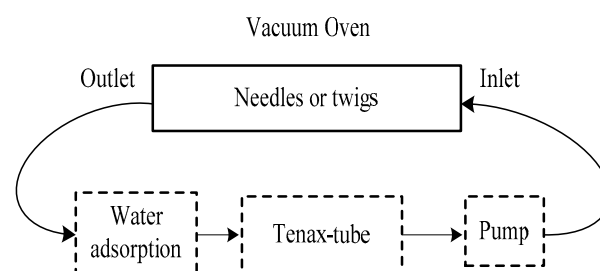 Vacuum Oven
Outlet
Needles or twigs
Inlet
Water
adsorption
Tenax-tube
Pump